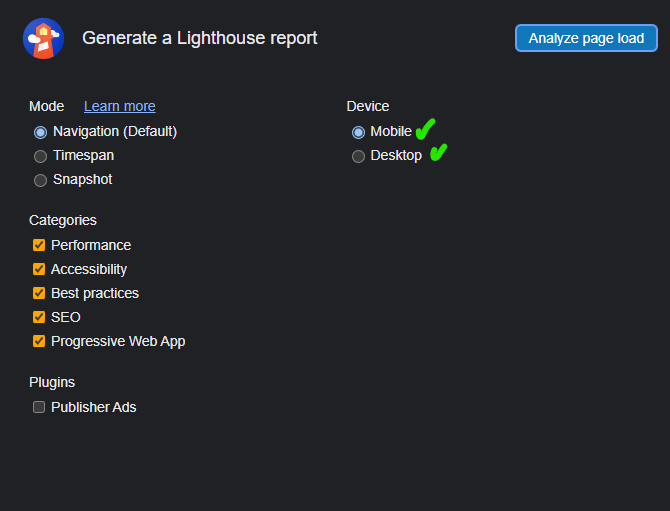 Generate a Lighthouse report
Analyze page load
Mode Learn more
Navigation (Default)
Timespan
Snapshot
Device
Mobile
Desktop
Categories
Performance
Accessibility
Best practices
SEO
Progressive Web App
Plugins
Publisher Ads